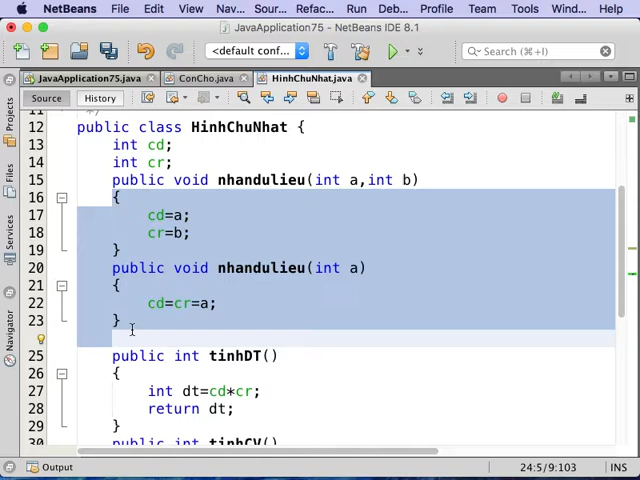 NetBeans File Edit View Nav... Sour... Refac... Run Deb... Profile Team Tools Wind... Help
JavaApplication75 - NetBeans IDE 8.1
<default conf...
Search (⌘+I)
JavaApplication75.java ConCho.java HinhChuNhat.java
Source History
Projects
Files
Services
Navigator
12 public class HinhChuNhat {
13 int cd;
14 int cr;
15 public void nhandulieu(int a,int b)
16 {
17 cd=a;
18 cr=b;
19 }
20 public void nhandulieu(int a)
21 {
22 cd=cr=a;
23 }
25 public int tinhDT()
26 {
27 int dt=cd*cr;
28 return dt;
29 }
30 public int tinhCV()
Output
24:5/9:103 INS